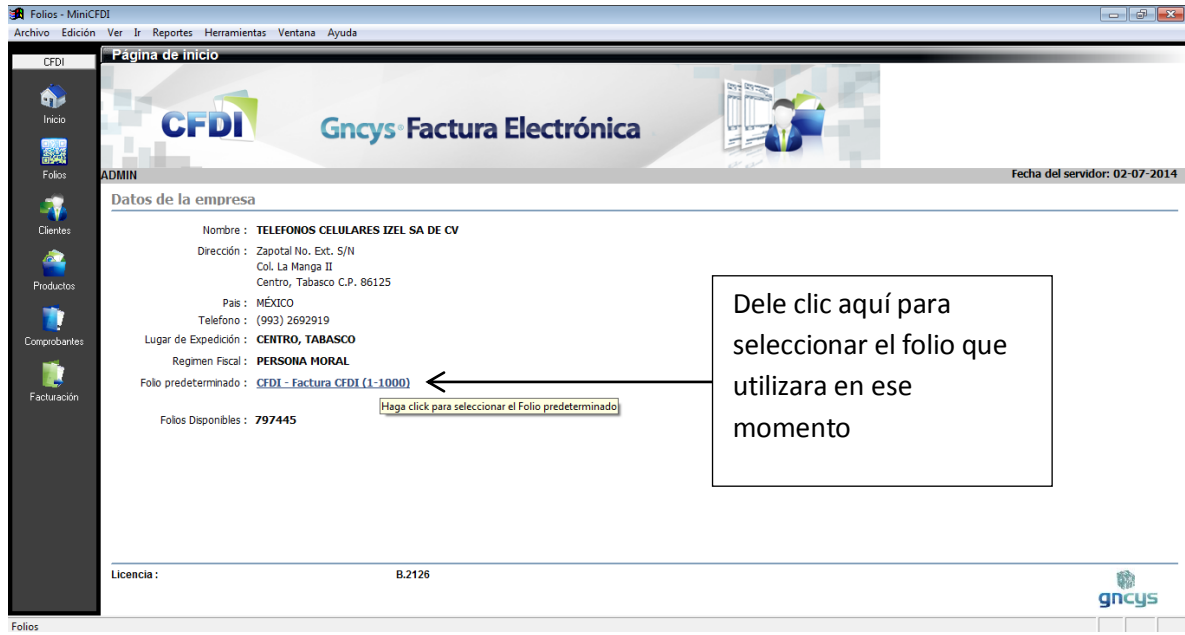 Folios - MiniCFDI
Archivo Edición Ver Ir Reportes Herramientas Ventana Ayuda
CFDI
Inicio
Folios
Clientes
Productos
Comprobantes
Facturación
Página de inicio
CFDI
Gncys Factura Electrónica
ADMIN
Fecha del servidor: 02-07-2014
Datos de la empresa
Nombre : TELEFONOS CELULARES IZEL SA DE CV
Dirección : Zapotal No. Ext. S/N
Col. La Manga II
Centro, Tabasco C.P. 86125
Pais : MÉXICO
Telefono : (993) 2692919
Lugar de Expedición : CENTRO, TABASCO
Regimen Fiscal : PERSONA MORAL
Folio predeterminado : CFDI - Factura CFDI (1-1000)
Haga click para seleccionar el Folio predeterminado
Folios Disponibles : 797445
Dele clic aquí para
seleccionar el folio que
utilizara en ese
momento
Licencia : B.2126
gncys
Folios